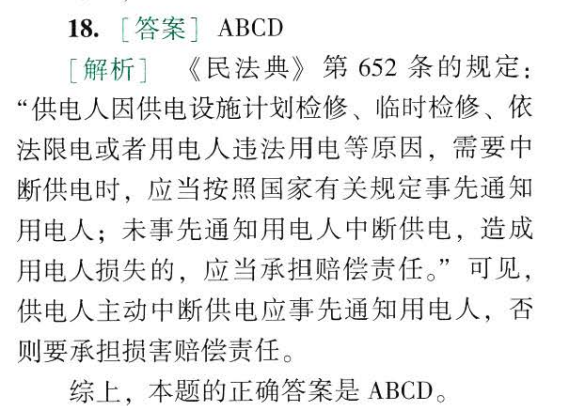 18. ［答案］ ABCD
［解析］ 《民法典》第 652 条的规定：
“供电人因供电设施计划检修、临时检修、依
法限电或者用电人违法用电等原因，需要中
断供电时，应当按照国家有关规定事先通知
用电人；未事先通知用电人中断供电，造成
用电人损失的，应当承担赔偿责任。”可见，
供电人主动中断供电应事先通知用电人，否
则要承担损害赔偿责任。
综上，本题的正确答案是 ABCD。